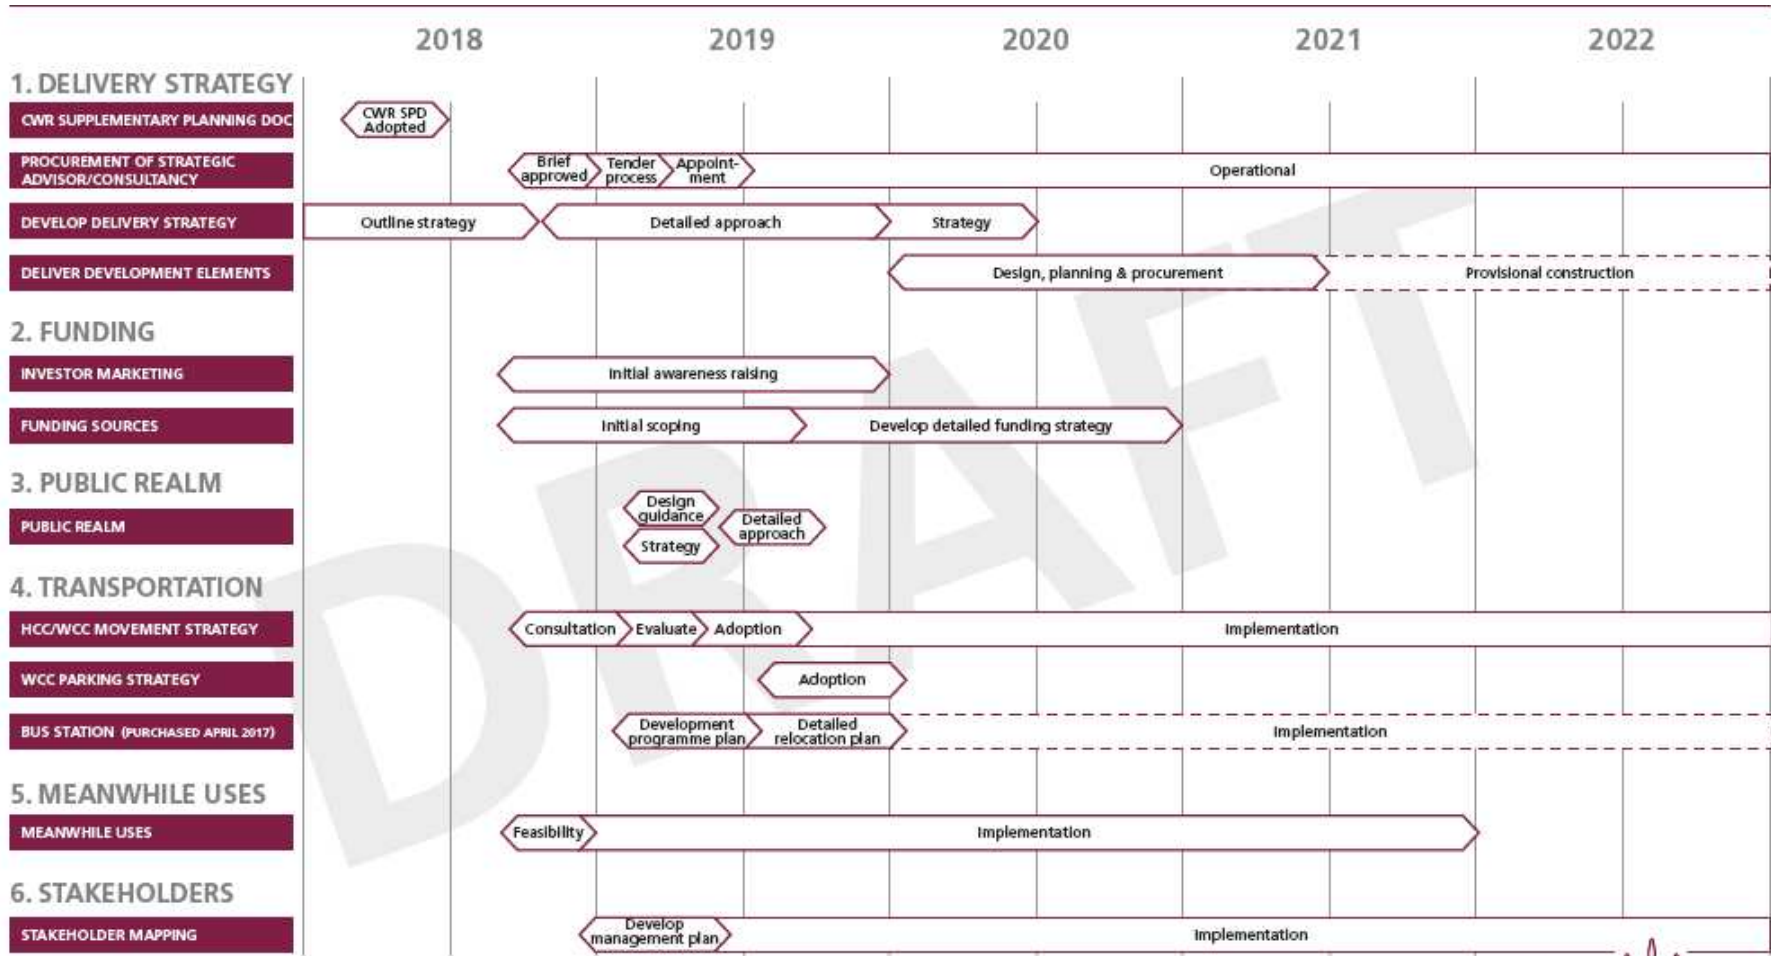 2018 2019 2020 2021 2022
1. DELIVERY STRATEGY
CWR SUPPLEMENTARY PLANNING DOC
CWR SPD
Adopted
PROCUREMENT OF STRATEGIC
ADVISOR/CONSULTANCY
Brief
approved
Tender
process
Appoint-
ment
Operational
DEVELOP DELIVERY STRATEGY
Outline strategy
Detailed approach
Strategy
DELIVER DEVELOPMENT ELEMENTS
Design, planning & procurement
Provisional construction
2. FUNDING
INVESTOR MARKETING
Initial awareness raising
FUNDING SOURCES
Initial scoping
Develop detailed funding strategy
3. PUBLIC REALM
PUBLIC REALM
Design
guidance
Strategy
Detailed
approach
4. TRANSPORTATION
HCC/WCC MOVEMENT STRATEGY
Consultation
Evaluate
Adoption
Implementation
WCC PARKING STRATEGY
Adoption
BUS STATION (PURCHASED APRIL 2017)
Development
programme plan
Detailed
relocation plan
Implementation
5. MEANWHILE USES
MEANWHILE USES
Feasibility
Implementation
6. STAKEHOLDERS
STAKEHOLDER MAPPING
Develop
management plan
Implementation
DRAFT